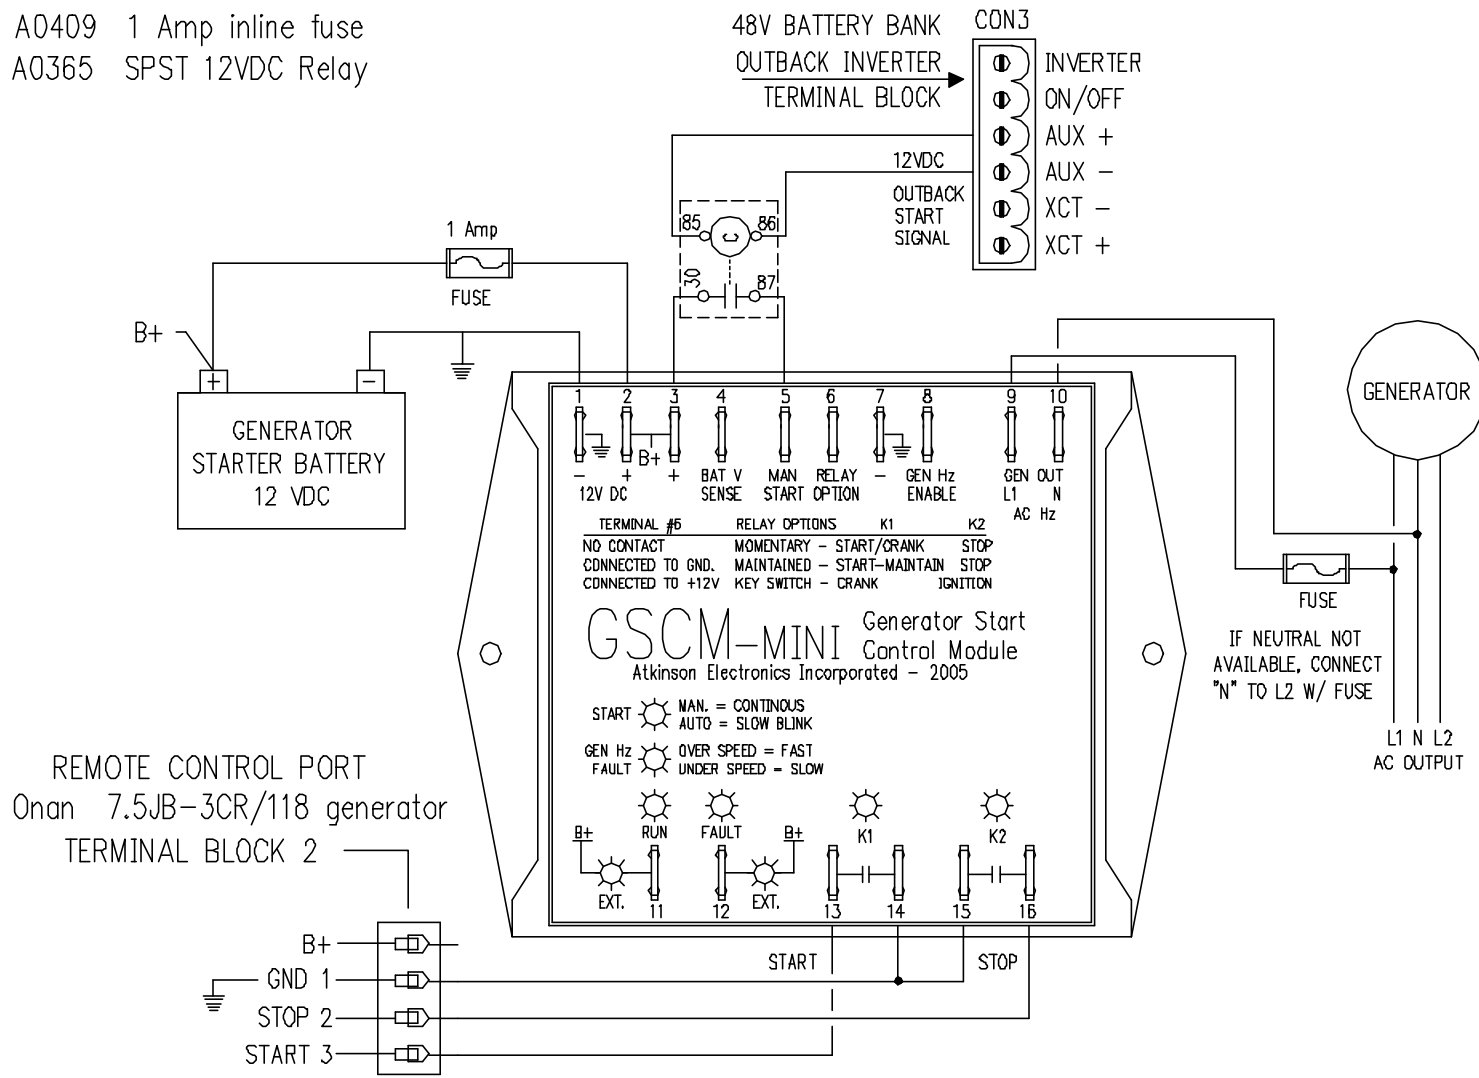 A0409 1 Amp inline fuse
A0365 SPST 12VDC Relay
48V BATTERY BANK
OUTBACK INVERTER
TERMINAL BLOCK
CON3
INVERTER
ON/OFF
AUX +
AUX -
XCT -
XCT +
12VDC
OUTBACK
START
SIGNAL
85
86
30
87
1 Amp
FUSE
B+
+
-
GENERATOR
STARTER BATTERY
12 VDC
GENERATOR
1 2 3 4 5 6 7 8 9 10
B+
- + + BAT V MAN RELAY - GEN Hz GEN OUT
12V DC SENSE START OPTION ENABLE L1 N
AC Hz
TERMINAL #6 RELAY OPTIONS K1 K2
NO CONTACT MOMENTARY - START/CRANK STOP
CONNECTED TO GND. MAINTAINED - START-MAINTAIN STOP
CONNECTED TO +12V KEY SWITCH - CRANK IGNITION
GSCM-MINI
Generator Start
Control Module
Atkinson Electronics Incorporated - 2005
START
MAN. = CONTINOUS
AUTO = SLOW BLINK
GEN Hz
FAULT
OVER SPEED = FAST
UNDER SPEED = SLOW
RUN
FAULT
K1
K2
B+
B+
EXT.
EXT.
11 12 13 14 15 16
FUSE
IF NEUTRAL NOT
AVAILABLE, CONNECT
"N" TO L2 W/ FUSE
L1 N L2
AC OUTPUT
REMOTE CONTROL PORT
Onan 7.5JB-3CR/118 generator
TERMINAL BLOCK 2
B+
GND 1
STOP 2
START 3
START
STOP